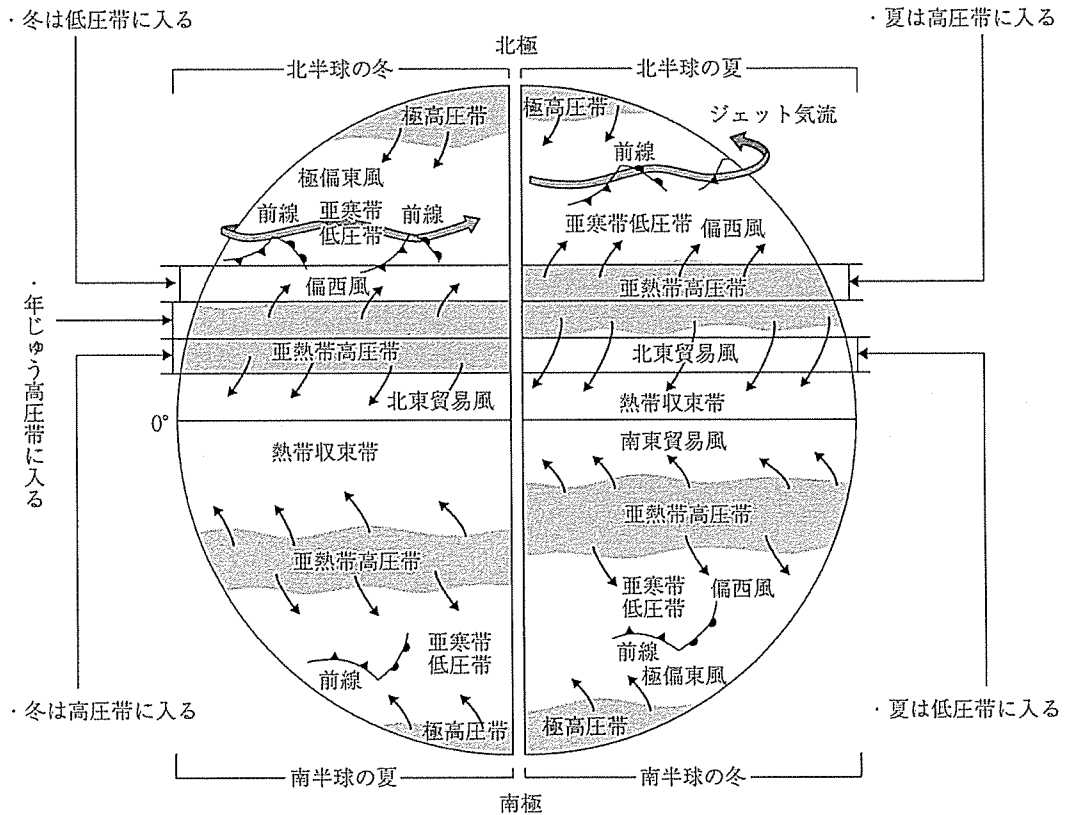 ・冬は低圧帯に入る
・夏は高圧帯に入る
北極
北半球の冬
北半球の夏
極高圧帯
極高圧帯
ジェット気流
前線
極偏東風
前線
亜寒帯
低圧帯
前線
亜寒帯低圧帯
偏西風
偏西風
亜熱帯高圧帯
・年じゅう高圧帯に入る
亜熱帯高圧帯
北東貿易風
北東貿易風
熱帯収束帯
0°
熱帯収束帯
南東貿易風
亜熱帯高圧帯
亜熱帯高圧帯
亜寒帯
低圧帯
偏西風
亜寒帯
低圧帯
前線
前線
極偏東風
・冬は高圧帯に入る
・夏は低圧帯に入る
極高圧帯
極高圧帯
南半球の夏
南半球の冬
南極